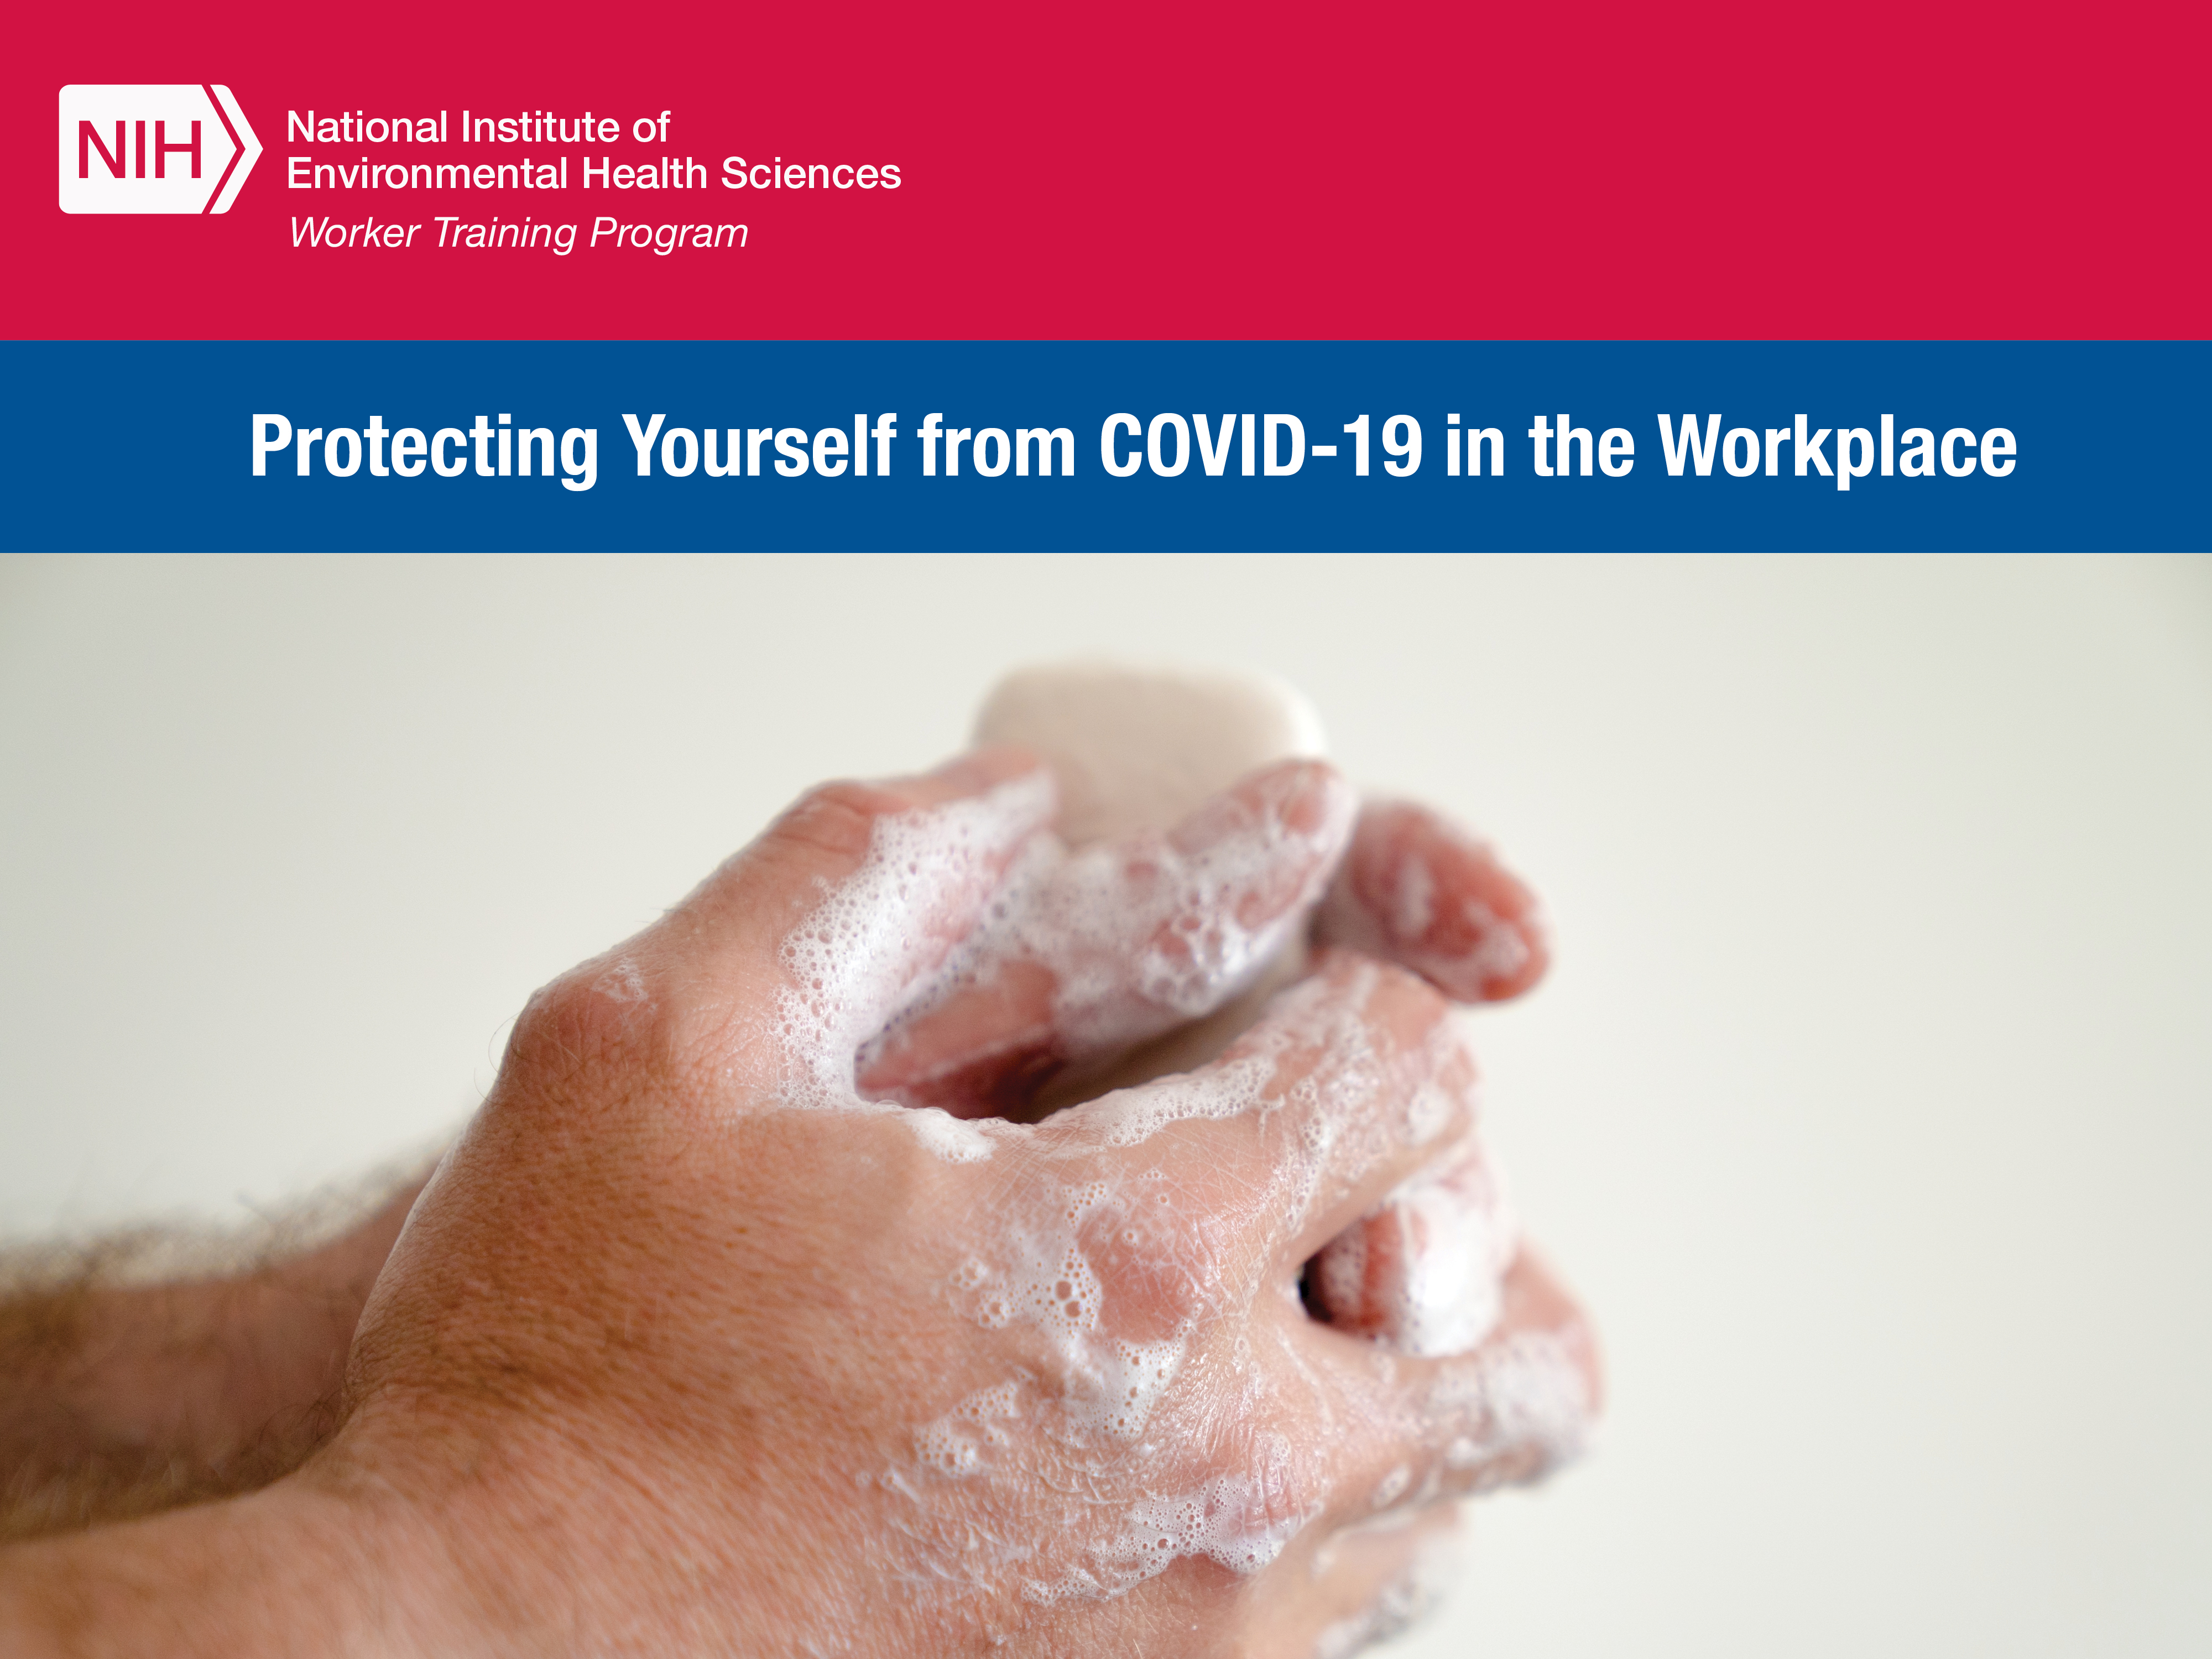 NIH
National Institute of
Environmental Health Sciences
Worker Training Program
Protecting Yourself from COVID-19 in the Workplace